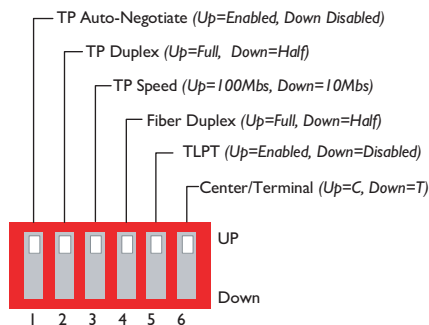 TP Auto-Negotiate (Up=Enabled, Down Disabled)
TP Duplex (Up=Full, Down=Half)
TP Speed (Up=100Mbs, Down=10Mbs)
Fiber Duplex (Up=Full, Down=Half)
TLPT (Up=Enabled, Down=Disabled)
Center/Terminal (Up=C, Down=T)
UP
Down
1 2 3 4 5 6